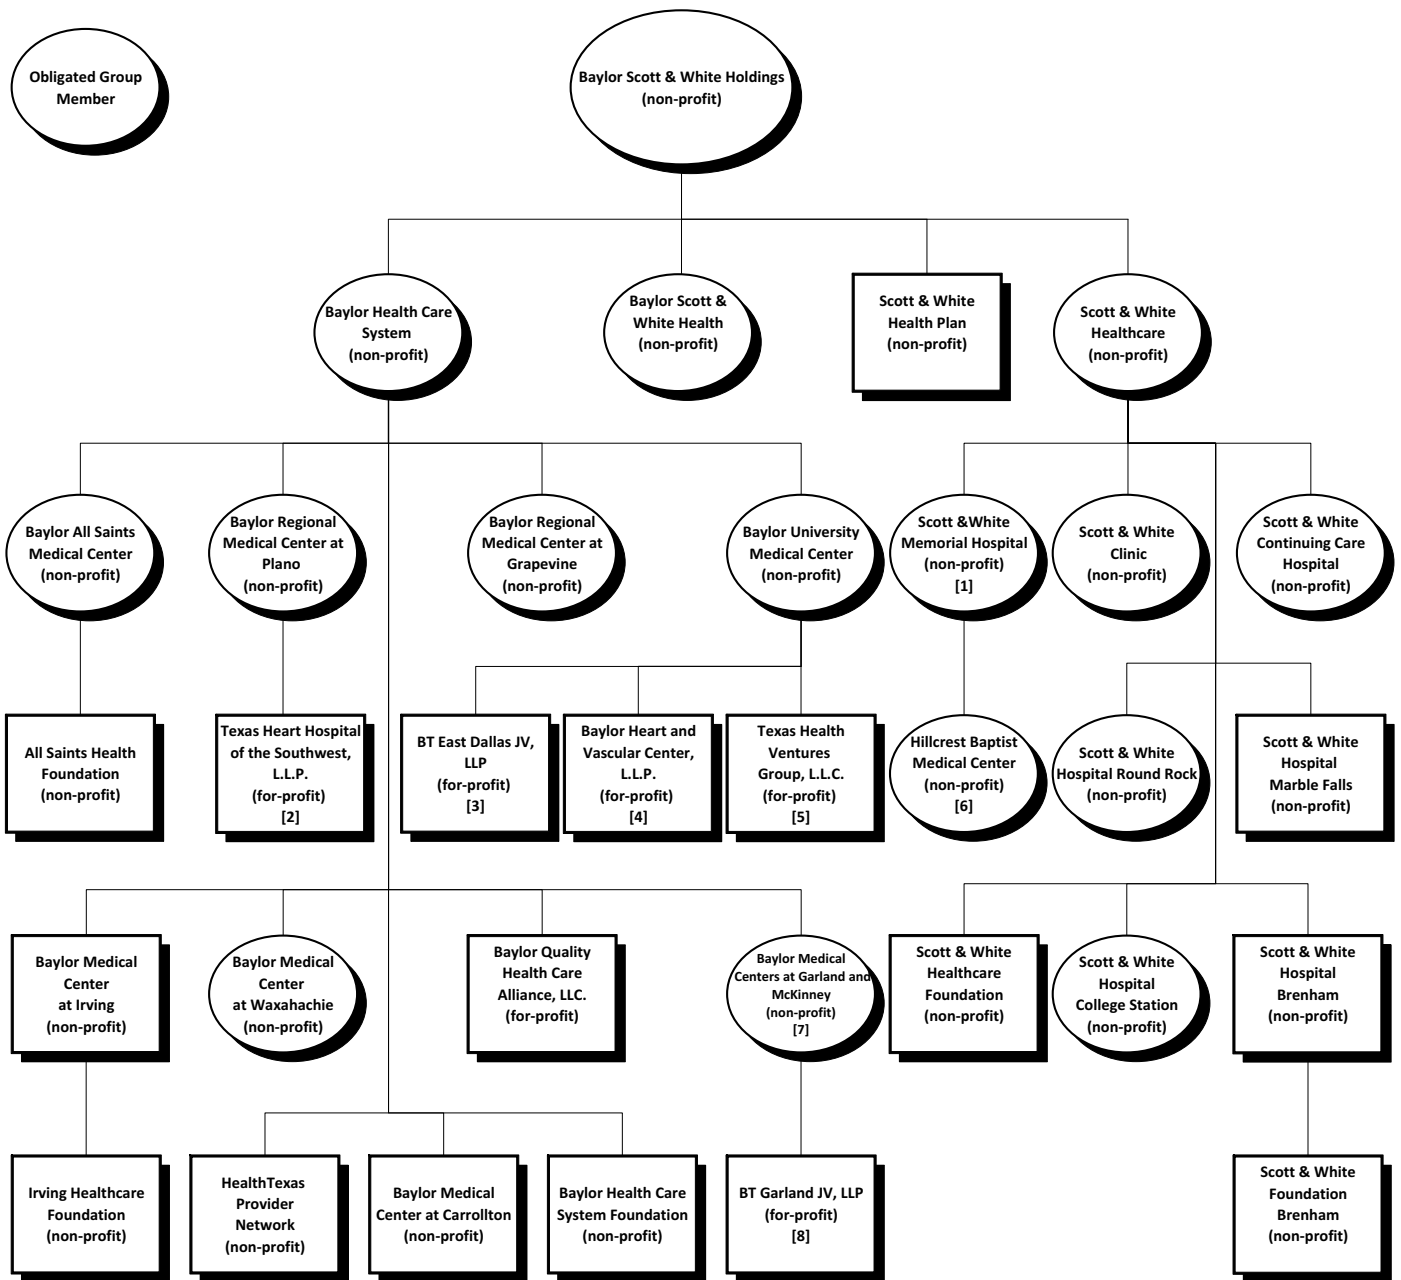 Obligated Group
Member
Baylor Scott & White Holdings
(non-profit)
Baylor Health Care
System
(non-profit)
Baylor Scott &
White Health
(non-profit)
Scott & White
Health Plan
(non-profit)
Scott & White
Healthcare
(non-profit)
Baylor All Saints
Medical Center
(non-profit)
Baylor Regional
Medical Center at
Plano
(non-profit)
Baylor Regional
Medical Center at
Grapevine
(non-profit)
Baylor University
Medical Center
(non-profit)
Scott &White
Memorial Hospital
(non-profit)
[1]
Scott & White
Clinic
(non-profit)
Scott & White
Continuing Care
Hospital
(non-profit)
All Saints Health
Foundation
(non-profit)
Texas Heart Hospital
of the Southwest,
L.L.P.
(for-profit)
[2]
BT East Dallas JV,
LLP
(for-profit)
[3]
Baylor Heart and
Vascular Center,
L.L.P.
(for-profit)
[4]
Texas Health
Ventures
Group, L.L.C.
(for-profit)
[5]
Hillcrest Baptist
Medical Center
(non-profit)
[6]
Scott & White
Hospital Round Rock
(non-profit)
Scott & White
Hospital
Marble Falls
(non-profit)
Baylor Medical
Center
at Irving
(non-profit)
Baylor Medical
Center
at Waxahachie
(non-profit)
Baylor Quality
Health Care
Alliance, LLC.
(for-profit)
Baylor Medical
Centers at Garland and
McKinney
(non-profit)
[7]
Scott & White
Healthcare
Foundation
(non-profit)
Scott & White
Hospital
College Station
(non-profit)
Scott & White
Hospital
Brenham
(non-profit)
Irving Healthcare
Foundation
(non-profit)
HealthTexas
Provider
Network
(non-profit)
Baylor Medical
Center at Carrollton
(non-profit)
Baylor Health Care
System Foundation
(non-profit)
BT Garland JV, LLP
(for-profit)
[8]
Scott & White
Foundation
Brenham
(non-profit)